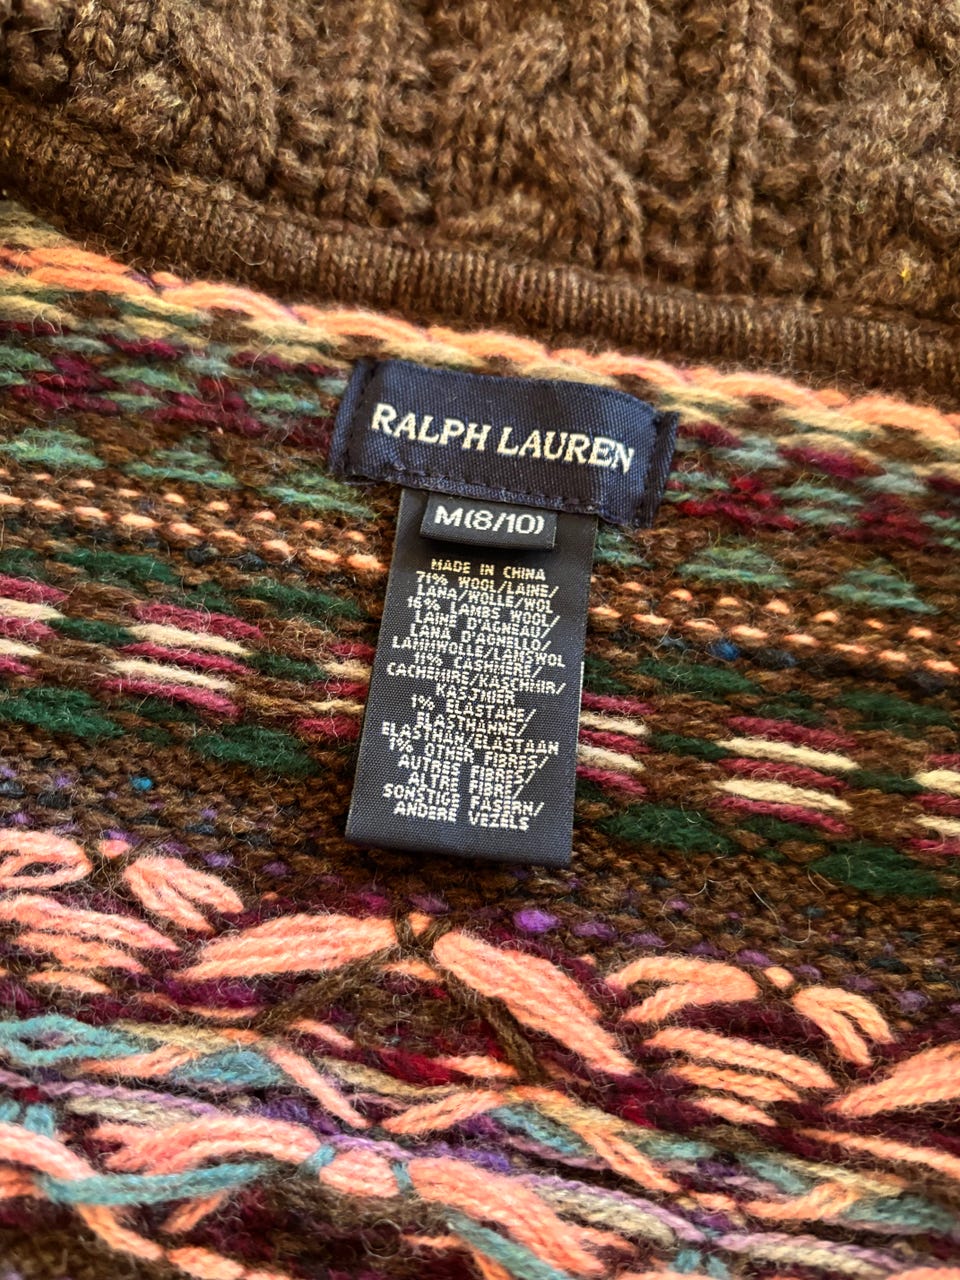 RALPH LAUREN
M(8/10)
MADE IN CHINA
71% WOOL/LAINE/
LANA/WOLLE/WOL
16% LAMBS WOOL/
LAINE D'AGNEAU/
LANA D'AGNELLO/
LAMMWOLLE/LAMSWOL
11% CASHMERE/
CACHEMIRE/KASCHMIR/
KASJMIER
1% ELASTANE/
ELASTHANNE/
ELASTHAN/ELASTAAN
1% OTHER FIBRES/
AUTRES FIBRES/
ALTRE FIBRE/
SONSTIGE FASERN/
ANDERE VEZELS